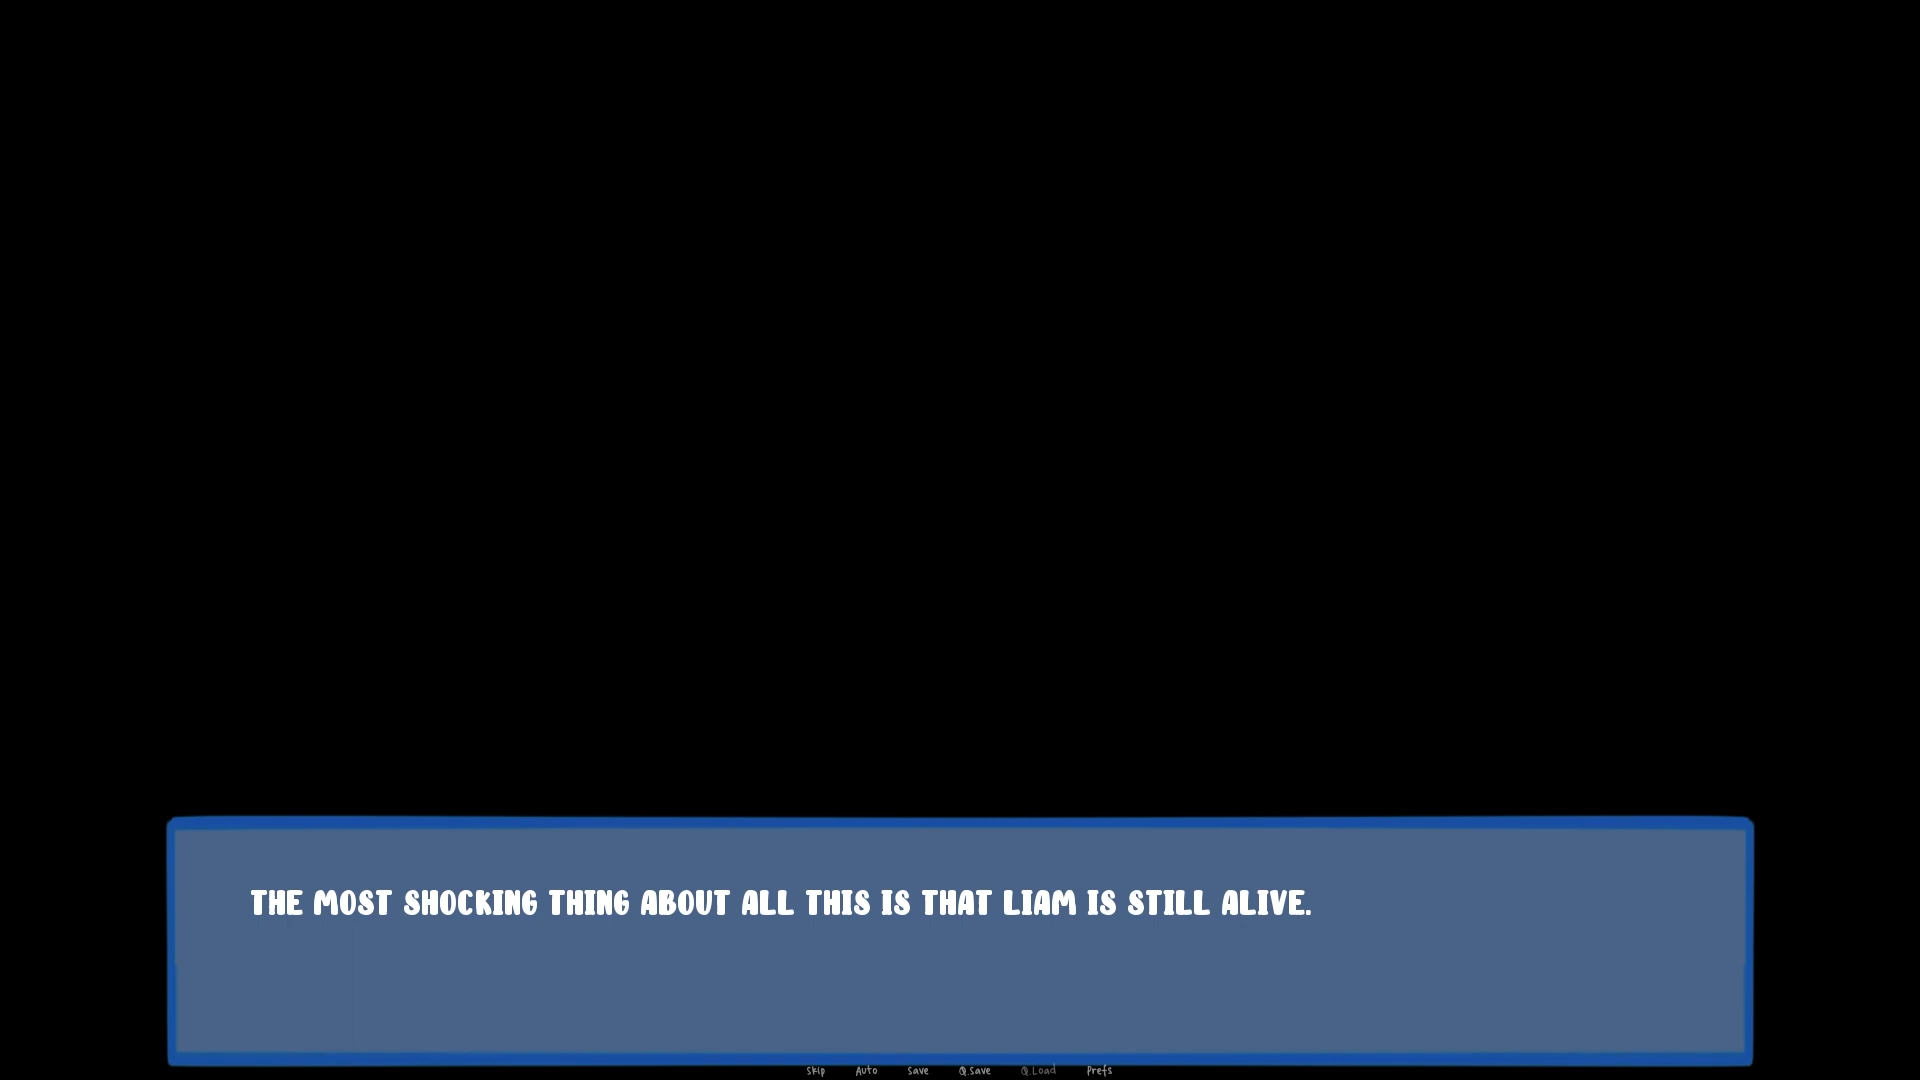 THE MOST SHOCKING THING ABOUT ALL THIS IS THAT LIAM IS STILL ALIVE.
Skip Auto Save Q.Save Q.Load Prefs